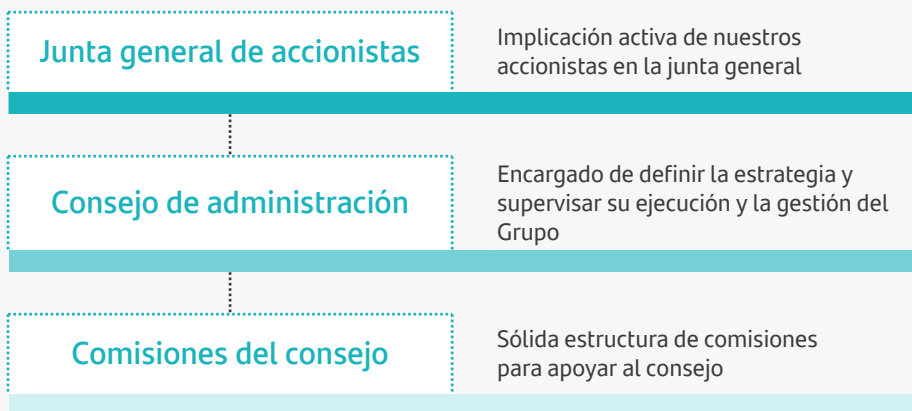 Junta general de accionistas
Implicación activa de nuestros
accionistas en la junta general
Consejo de administración
Encargado de definir la estrategia y
supervisar su ejecución y la gestión del
Grupo
Comisiones del consejo
Sólida estructura de comisiones
para apoyar al consejo